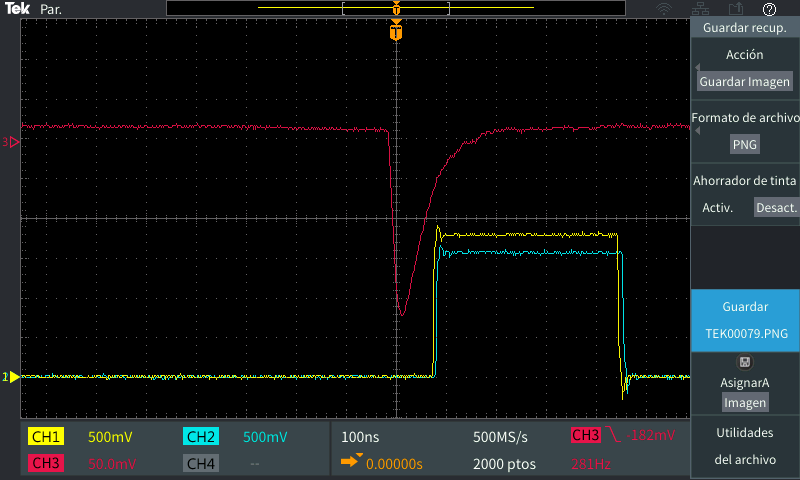 Tek Par.
T
?
T
Guardar recup.
Acción
Guardar Imagen
Formato de archivo
PNG
Ahorrador de tinta
Activ. Desact.
3
Guardar
TEK00079.PNG
AsignarA
Imagen
Utilidades
del archivo
CH1 500mV CH2 500mV 100ns 500MS/s CH3 -182mV
CH3 50.0mV CH4 -- 0.00000s 2000 ptos 281Hz